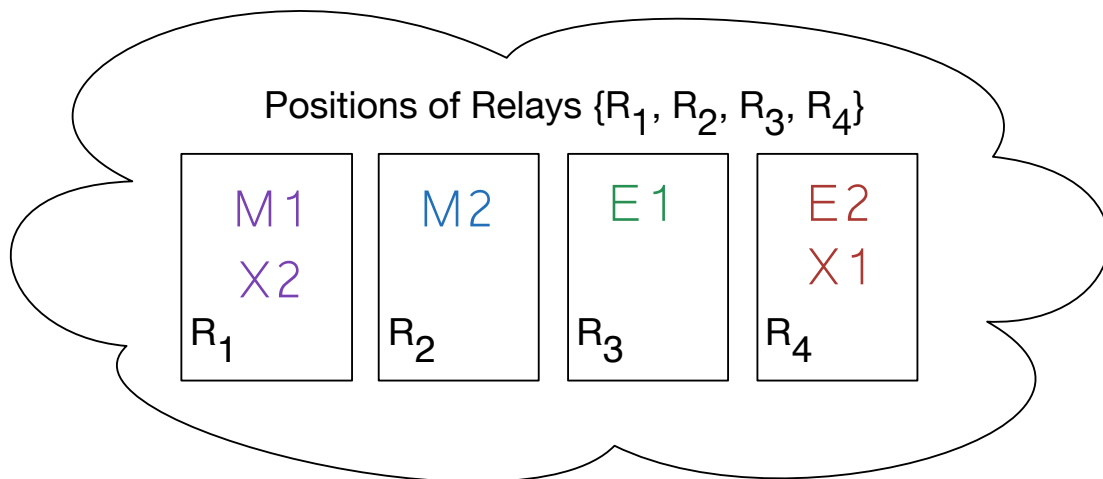 Positions of Relays {R₁, R₂, R₃, R₄}
M1
X2
R₁
M2
R₂
E1
R₃
E2
X1
R₄